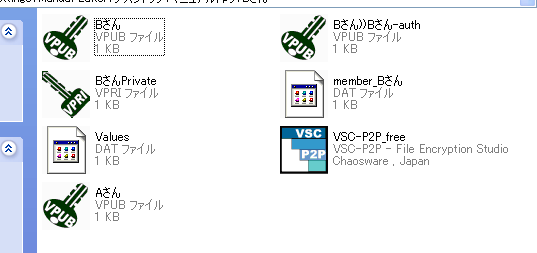 Bさん
VPUB ファイル
1 KB
Bさん))Bさん-auth
VPUB ファイル
1 KB
BさんPrivate
VPRI ファイル
1 KB
member_Bさん
DAT ファイル
1 KB
Values
DAT ファイル
1 KB
VSC-P2P_free
VSC-P2P - File Encryption Studio
Chaosware , Japan
Aさん
VPUB ファイル
1 KB
VPUB
VPUB
VPRI
VSC
P2P
VPUB